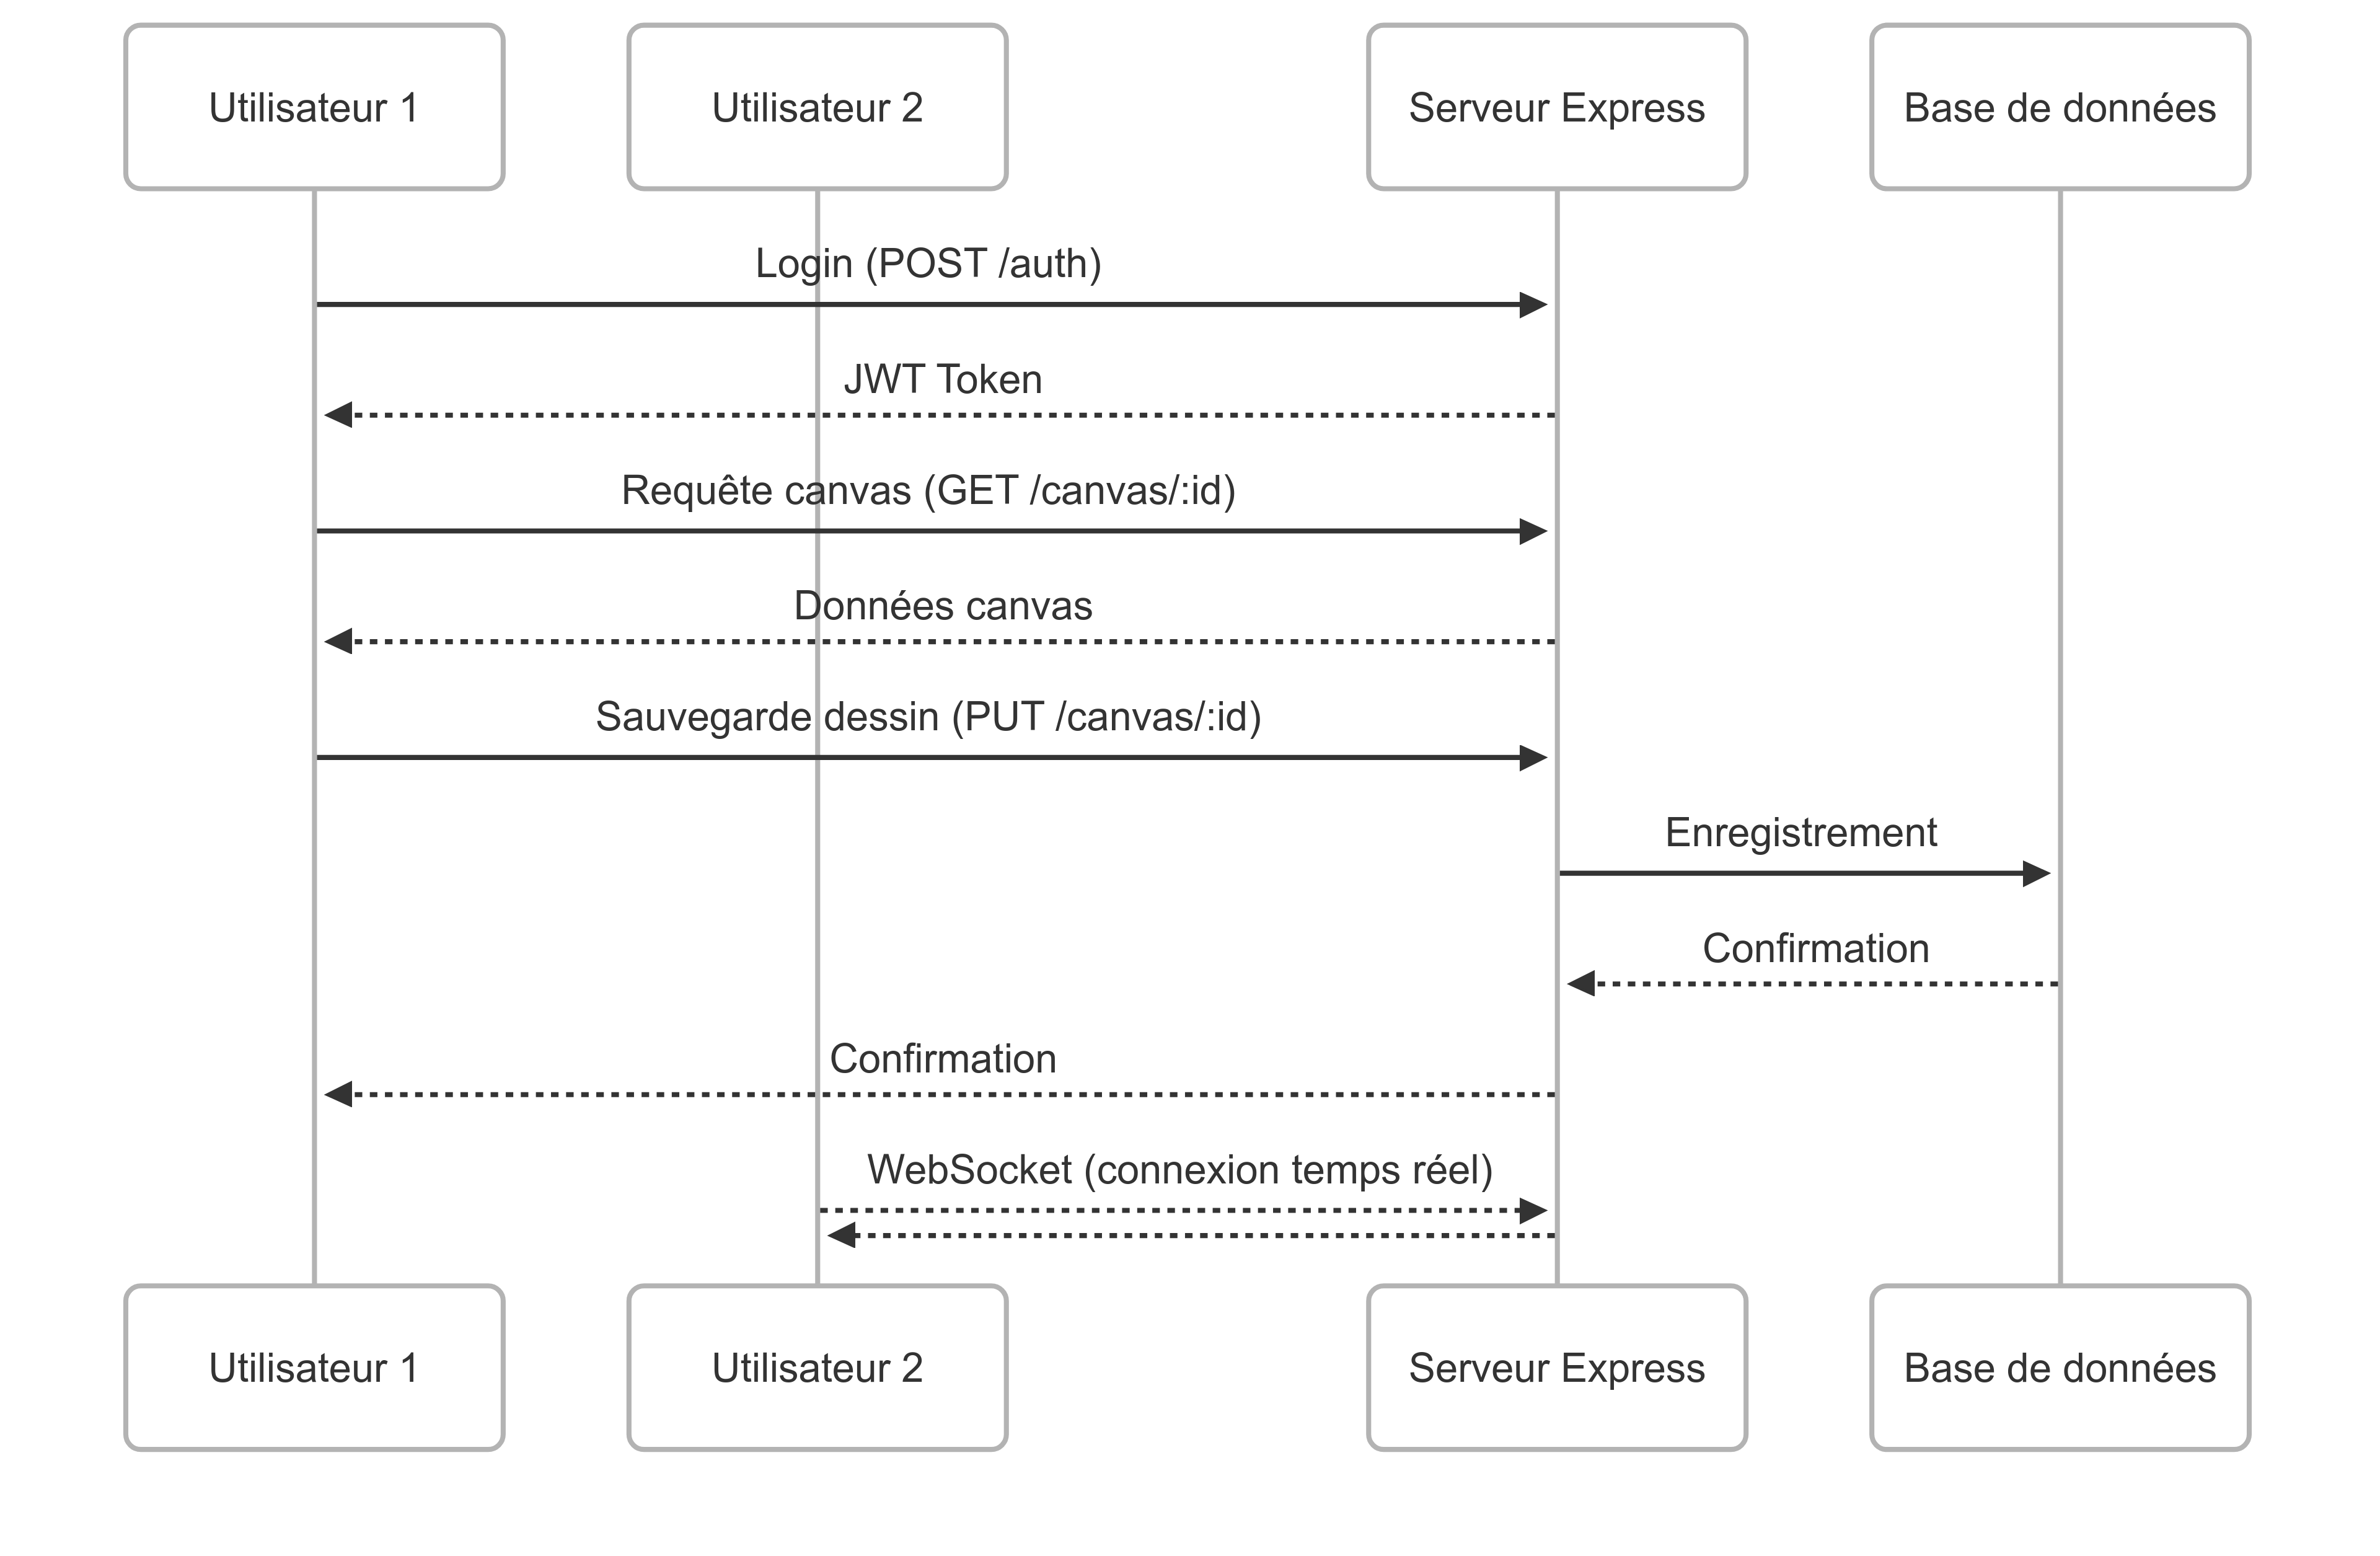 Utilisateur 1
Utilisateur 2
Serveur Express
Base de données
Login (POST /auth)
JWT Token
Requête canvas (GET /canvas/:id)
Données canvas
Sauvegarde dessin (PUT /canvas/:id)
Enregistrement
Confirmation
Confirmation
WebSocket (connexion temps réel)
Utilisateur 1
Utilisateur 2
Serveur Express
Base de données